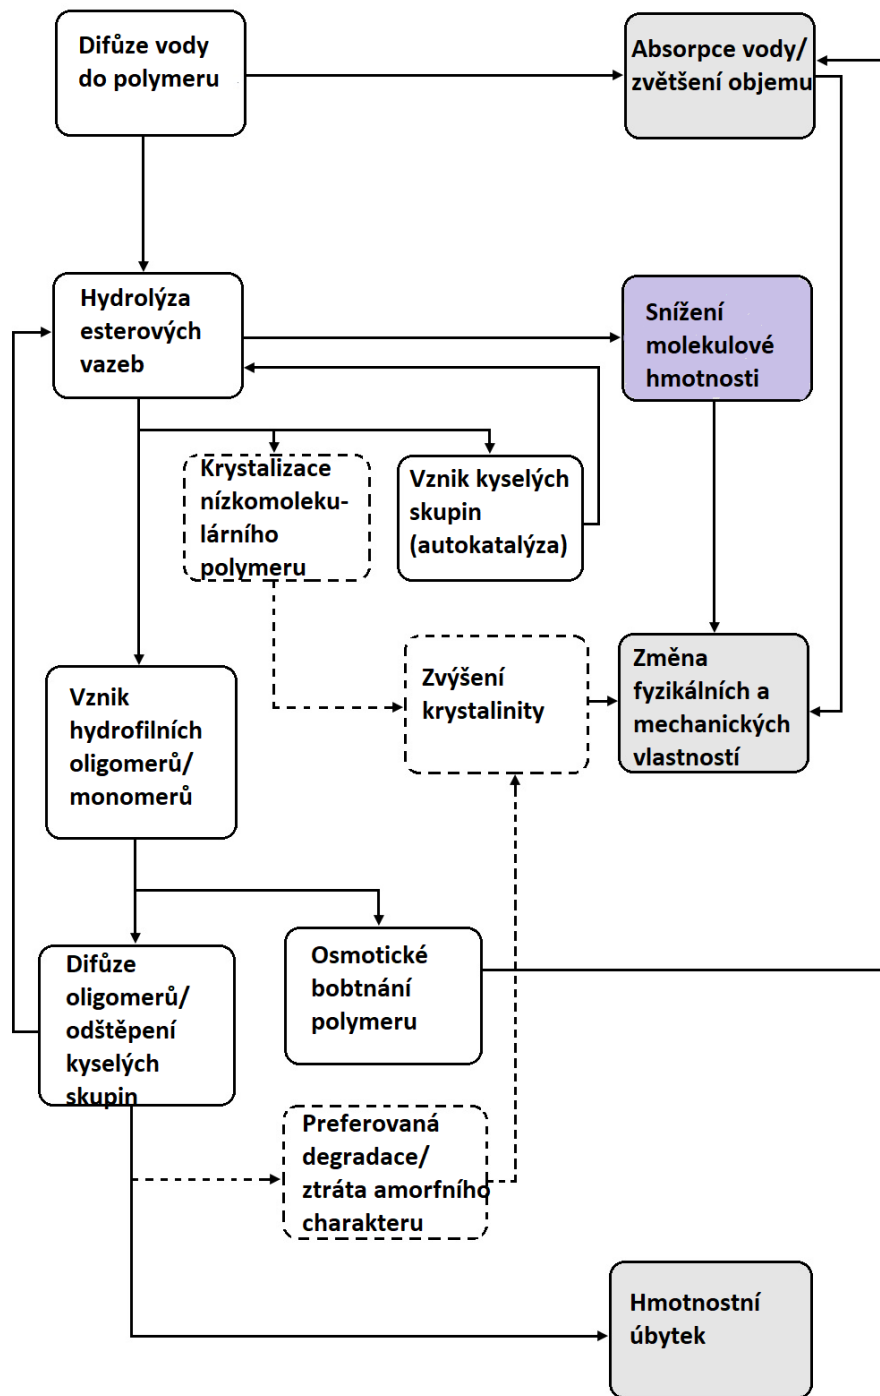 Difůze vody
do polymeru
Absorpce vody/
zvětšení objemu
Hydrolýza
esterových
vazeb
Snížení
molekulové
hmotnosti
Krystalizace
nízkomoleku-
lárního
polymeru
Vznik kyselých
skupin
(autokatalýza)
Vznik
hydrofilních
oligomerů/
monomerů
Zvýšení
krystalinity
Změna
fyzikálních a
mechanických
vlastností
Difůze
oligomerů/
odštěpení
kyselých
skupin
Osmotické
bobtnání
polymeru
Preferovaná
degradace/
ztráta amorfního
charakteru
Hmotnostní
úbytek